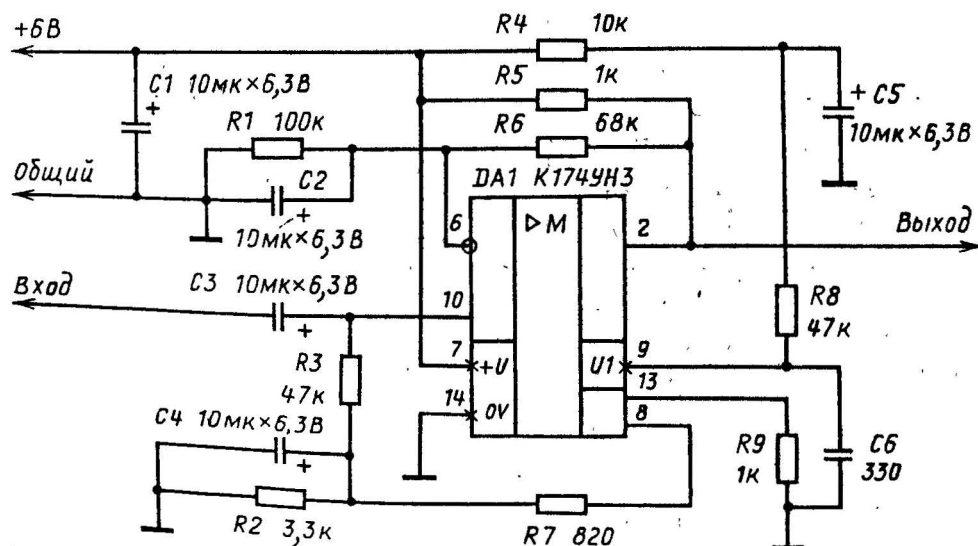 +6В
R4 10к
C1 10мк×6,3В
+
R5 1к
R1 100к
R6 68к
+ C5
10мк×6,3В
Общий
C2
+
10мк×6,3В
DA1 К174УН3
6
▷М
2
Выход
Вход
C3 10мк×6,3В
+
10
R8
47к
R3
47к
7
+U
U1
9
14
0V
13
8
C4 10мк×6,3В
+
R9
1к
C6
330
R2 3,3к
R7 820